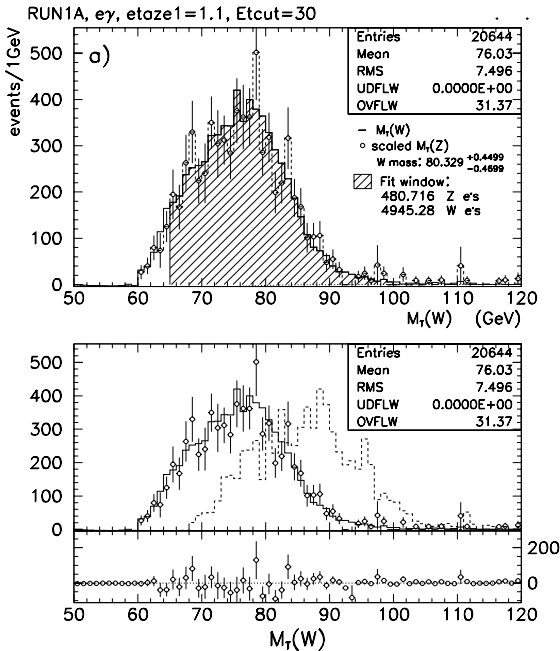 RUN1A, eγ, etaze1=1.1, Etcut=30
events/1GeV
a)
Entries 20644
Mean 76.03
RMS 7.496
UDFLW 0.0000E+00
OVFLW 31.37
M_T(W)
scaled M_T(Z)
W mass: 80.329 +0.4499 −0.4699
Fit window:
480.716 Z e's
4945.28 W e's
500
400
300
200
100
0
50 60 70 80 90 100 110 120
M_T(W) (GeV)
Entries 20644
Mean 76.03
RMS 7.496
UDFLW 0.0000E+00
OVFLW 31.37
500
400
300
200
100
0
200
0
50 60 70 80 90 100 110 120
M_T(W)